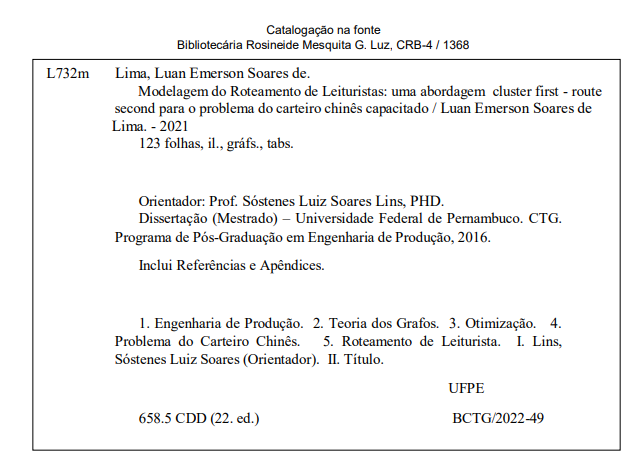 Catalogação na fonte
Bibliotecária Rosineide Mesquita G. Luz, CRB-4 / 1368
L732m Lima, Luan Emerson Soares de.
Modelagem do Roteamento de Leituristas: uma abordagem cluster first - route
second para o problema do carteiro chinês capacitado / Luan Emerson Soares de
Lima. - 2021
123 folhas, il., gráfs., tabs.
Orientador: Prof. Sóstenes Luiz Soares Lins, PHD.
Dissertação (Mestrado) – Universidade Federal de Pernambuco. CTG.
Programa de Pós-Graduação em Engenharia de Produção, 2016.
Inclui Referências e Apêndices.
1. Engenharia de Produção. 2. Teoria dos Grafos. 3. Otimização. 4.
Problema do Carteiro Chinês. 5. Roteamento de Leiturista. I. Lins,
Sóstenes Luiz Soares (Orientador). II. Título.
UFPE
658.5 CDD (22. ed.) BCTG/2022-49